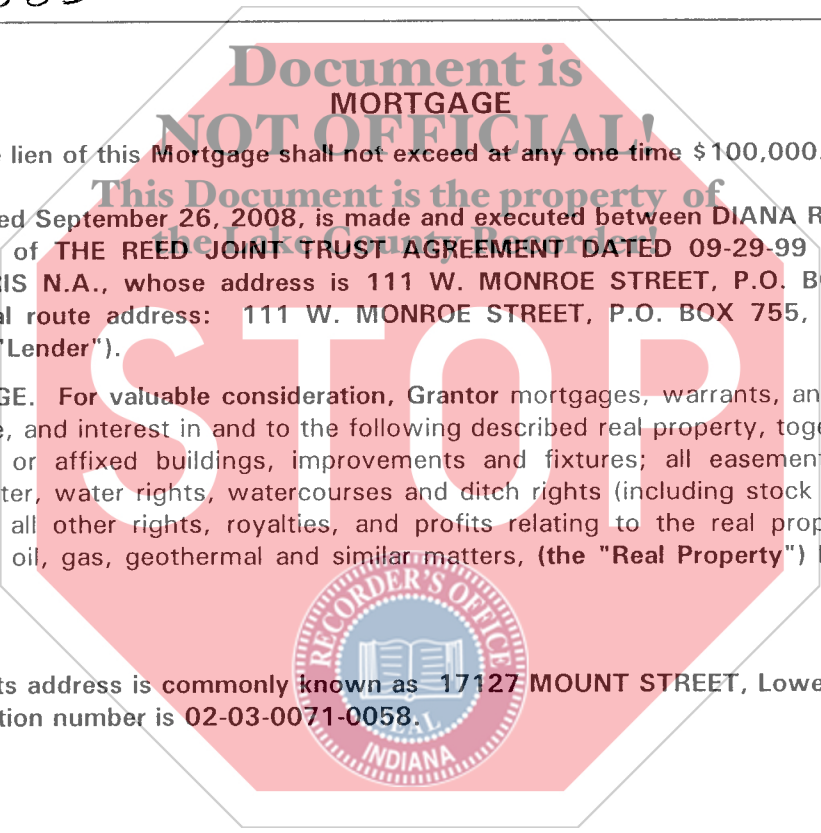 Document is
MORTGAGE
NOT OFFICIAL!
lien of this Mortgage shall not exceed at any one time $100,000.
This Document is the property of
ed September 26, 2008, is made and executed between DIANA R
the Lake County Recorder!
of THE REED JOINT TRUST AGREEMENT DATED 09-29-99
RIS N.A., whose address is 111 W. MONROE STREET, P.O. BO
al route address: 111 W. MONROE STREET, P.O. BOX 755,
"Lender").
STOP
GE. For valuable consideration, Grantor mortgages, warrants, an
e, and interest in and to the following described real property, toge
or affixed buildings, improvements and fixtures; all easement
ter, water rights, watercourses and ditch rights (including stock
all other rights, royalties, and profits relating to the real prop
oil, gas, geothermal and similar matters, (the "Real Property")
RECORDER'S OFFICE
ts address is commonly known as 17127 MOUNT STREET, Lowe
tion number is 02-03-0071-0058.
SEAL
INDIANA